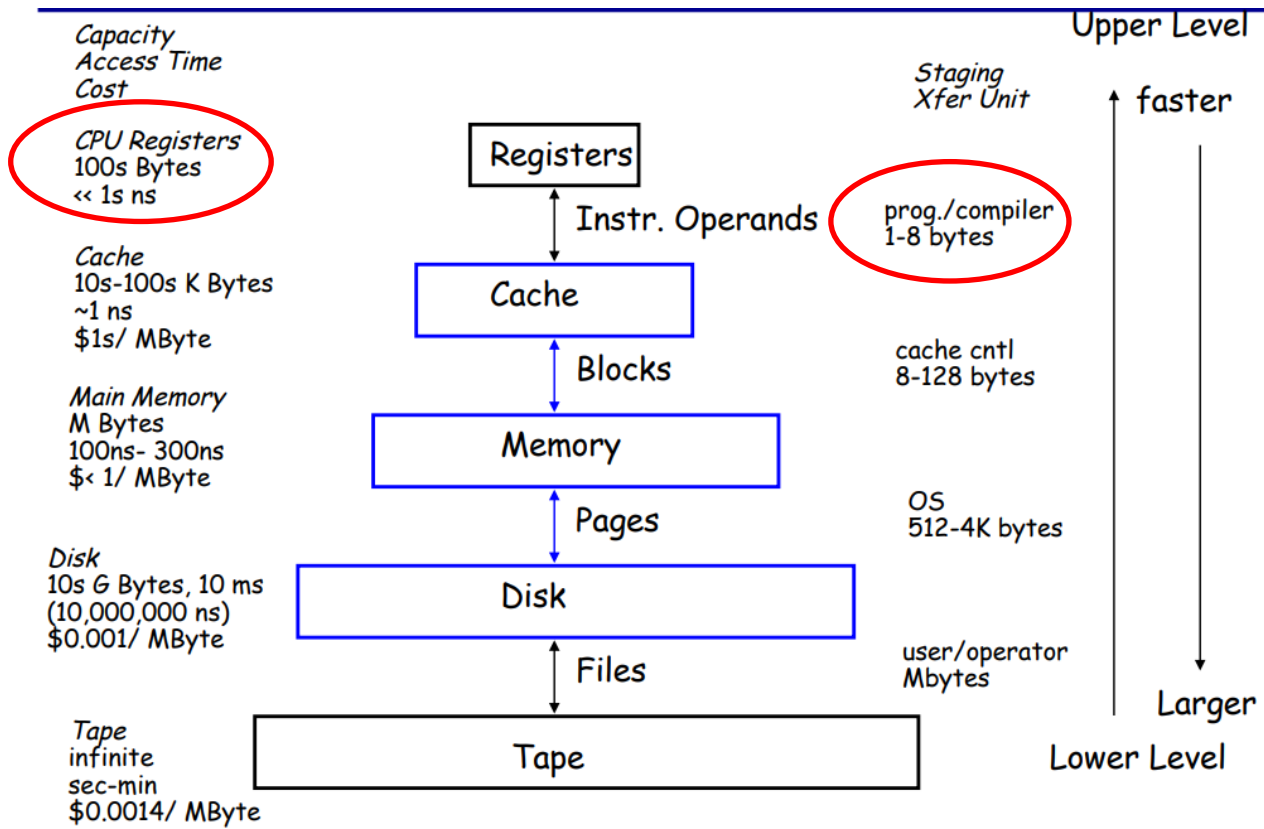 Upper Level
Capacity
Access Time
Cost
Staging
Xfer Unit
faster
CPU Registers
100s Bytes
<< 1s ns
Registers
Instr. Operands
prog./compiler
1-8 bytes
Cache
10s-100s K Bytes
~1 ns
$1s/ MByte
Cache
Blocks
cache cntl
8-128 bytes
Main Memory
M Bytes
100ns- 300ns
$< 1/ MByte
Memory
Pages
OS
512-4K bytes
Disk
10s G Bytes, 10 ms
(10,000,000 ns)
$0.001/ MByte
Disk
Files
user/operator
Mbytes
Larger
Tape
infinite
sec-min
$0.0014/ MByte
Tape
Lower Level